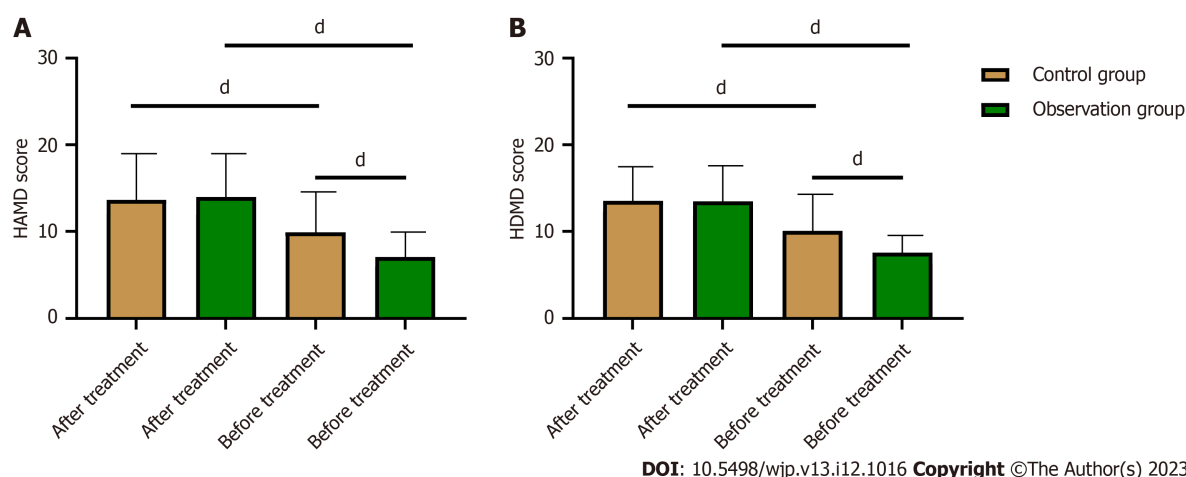 A
d
d
d
30
20
10
0
HAMD score
After treatment
After treatment
Before treatment
Before treatment
B
d
d
d
30
20
10
0
HDMD score
After treatment
After treatment
Before treatment
Before treatment
Control group
Observation group
DOI: 10.5498/wjp.v13.i12.1016 Copyright ©The Author(s) 2023